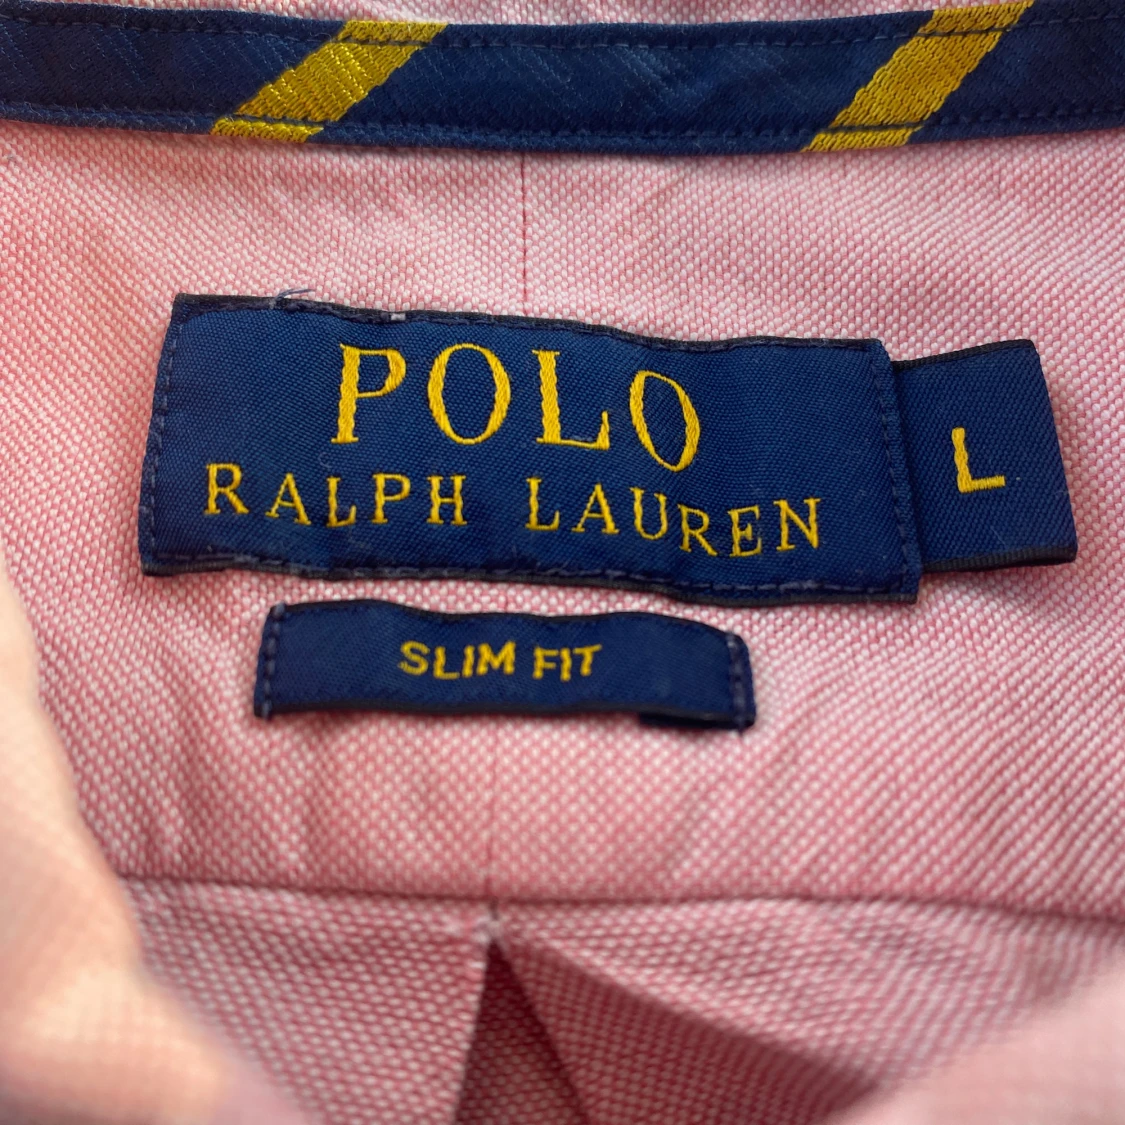 POLO
RALPH LAUREN
L
SLIM FIT